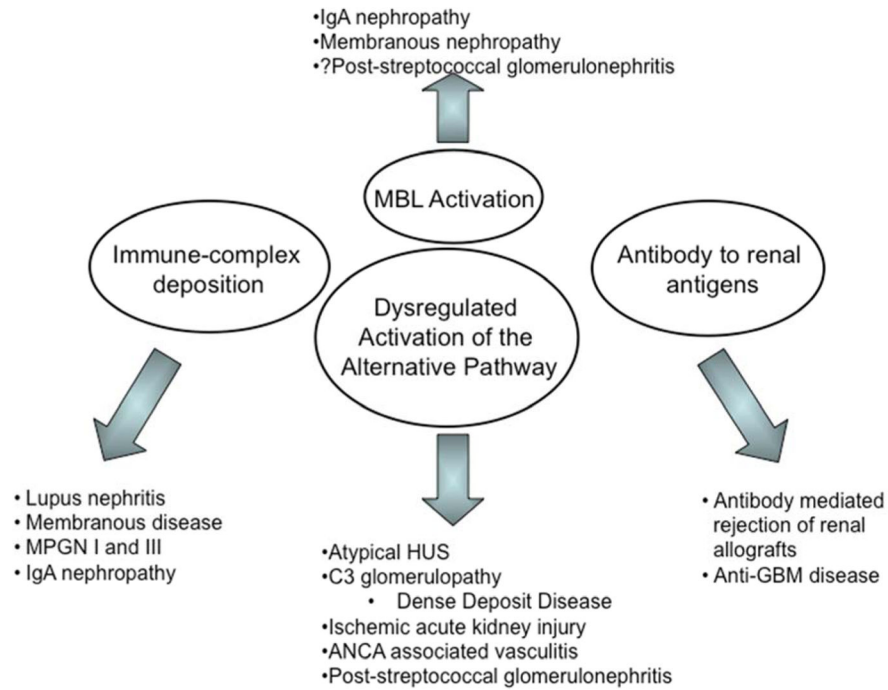 •IgA nephropathy
•Membranous nephropathy
•?Post-streptococcal glomerulonephritis
MBL Activation
Immune-complex
deposition
Dysregulated
Activation of the
Alternative Pathway
Antibody to renal
antigens
• Lupus nephritis
• Membranous disease
• MPGN I and III
• IgA nephropathy
•Atypical HUS
•C3 glomerulopathy
• Dense Deposit Disease
•Ischemic acute kidney injury
•ANCA associated vasculitis
•Post-streptococcal glomerulonephritis
• Antibody mediated
rejection of renal
allografts
• Anti-GBM disease